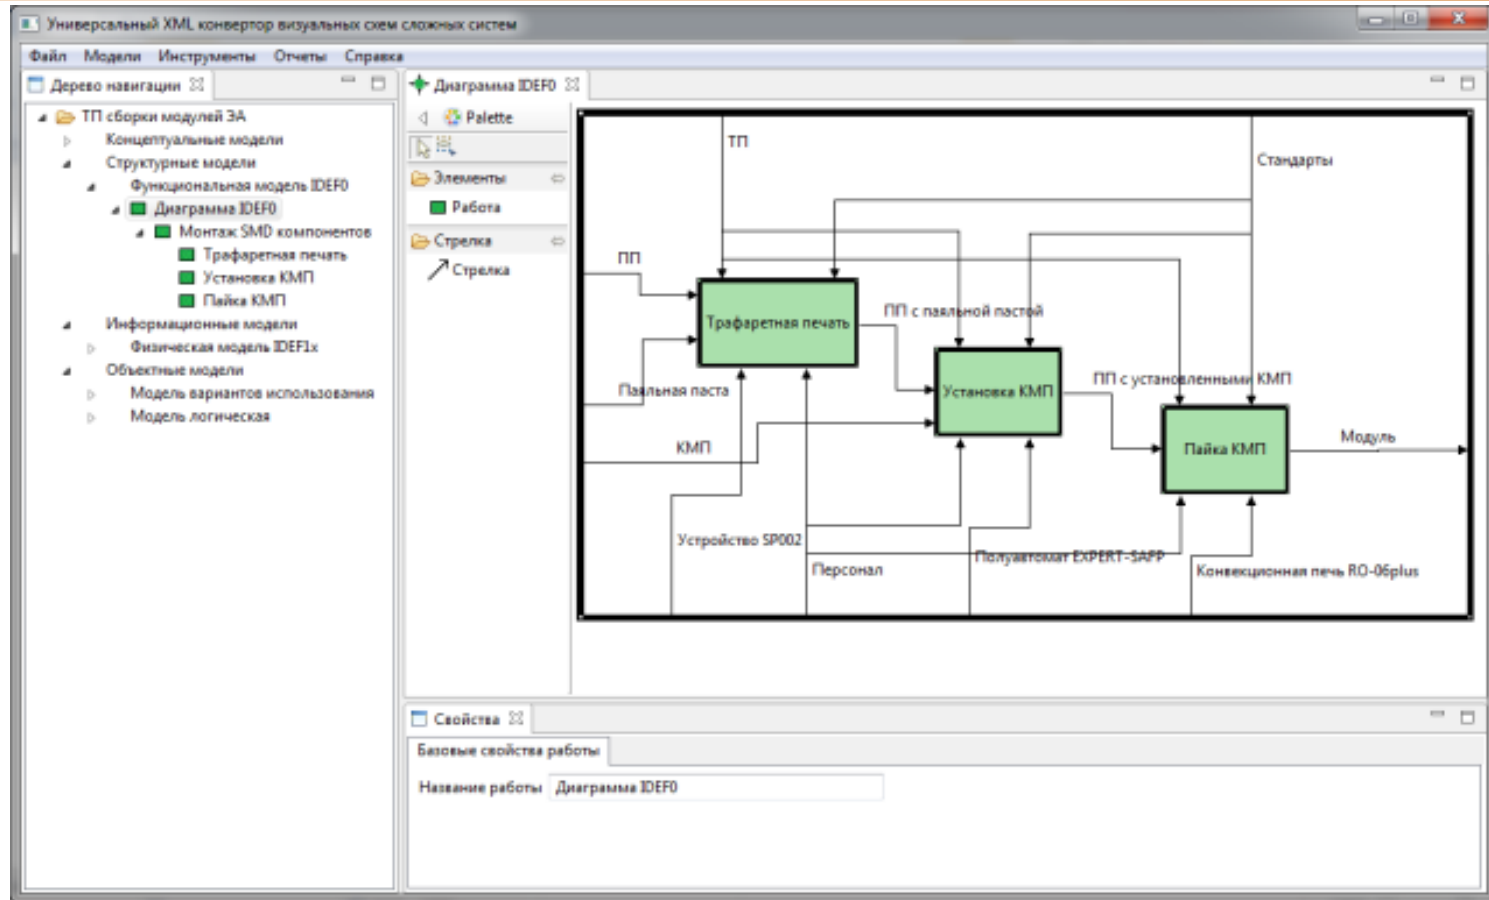 Универсальный XML конвертор визуальных схем сложных систем
Файл Модели Инструменты Отчеты Справка
Дерево навигации
ТП сборки модулей ЭА
Концептуальные модели
Структурные модели
Функциональная модель IDEF0
Диаграмма IDEF0
Монтаж SMD компонентов
Трафаретная печать
Установка КМП
Пайка КМП
Информационные модели
Физическая модель IDEF1x
Объектные модели
Модель вариантов использования
Модель логическая
Диаграмма IDEF0
Palette
Элементы
Работа
Стрелка
Стрелка
ТП
Стандарты
ПП
Трафаретная печать
ПП с паяльной пастой
Паяльная паста
Установка КМП
ПП с установленными КМП
КМП
Пайка КМП
Модуль
Устройство SP002
Персонал
Полуавтомат EXPERT-SAFP
Конвекционная печь RO-06plus
Свойства
Базовые свойства работы
Название работы Диаграмма IDEF0